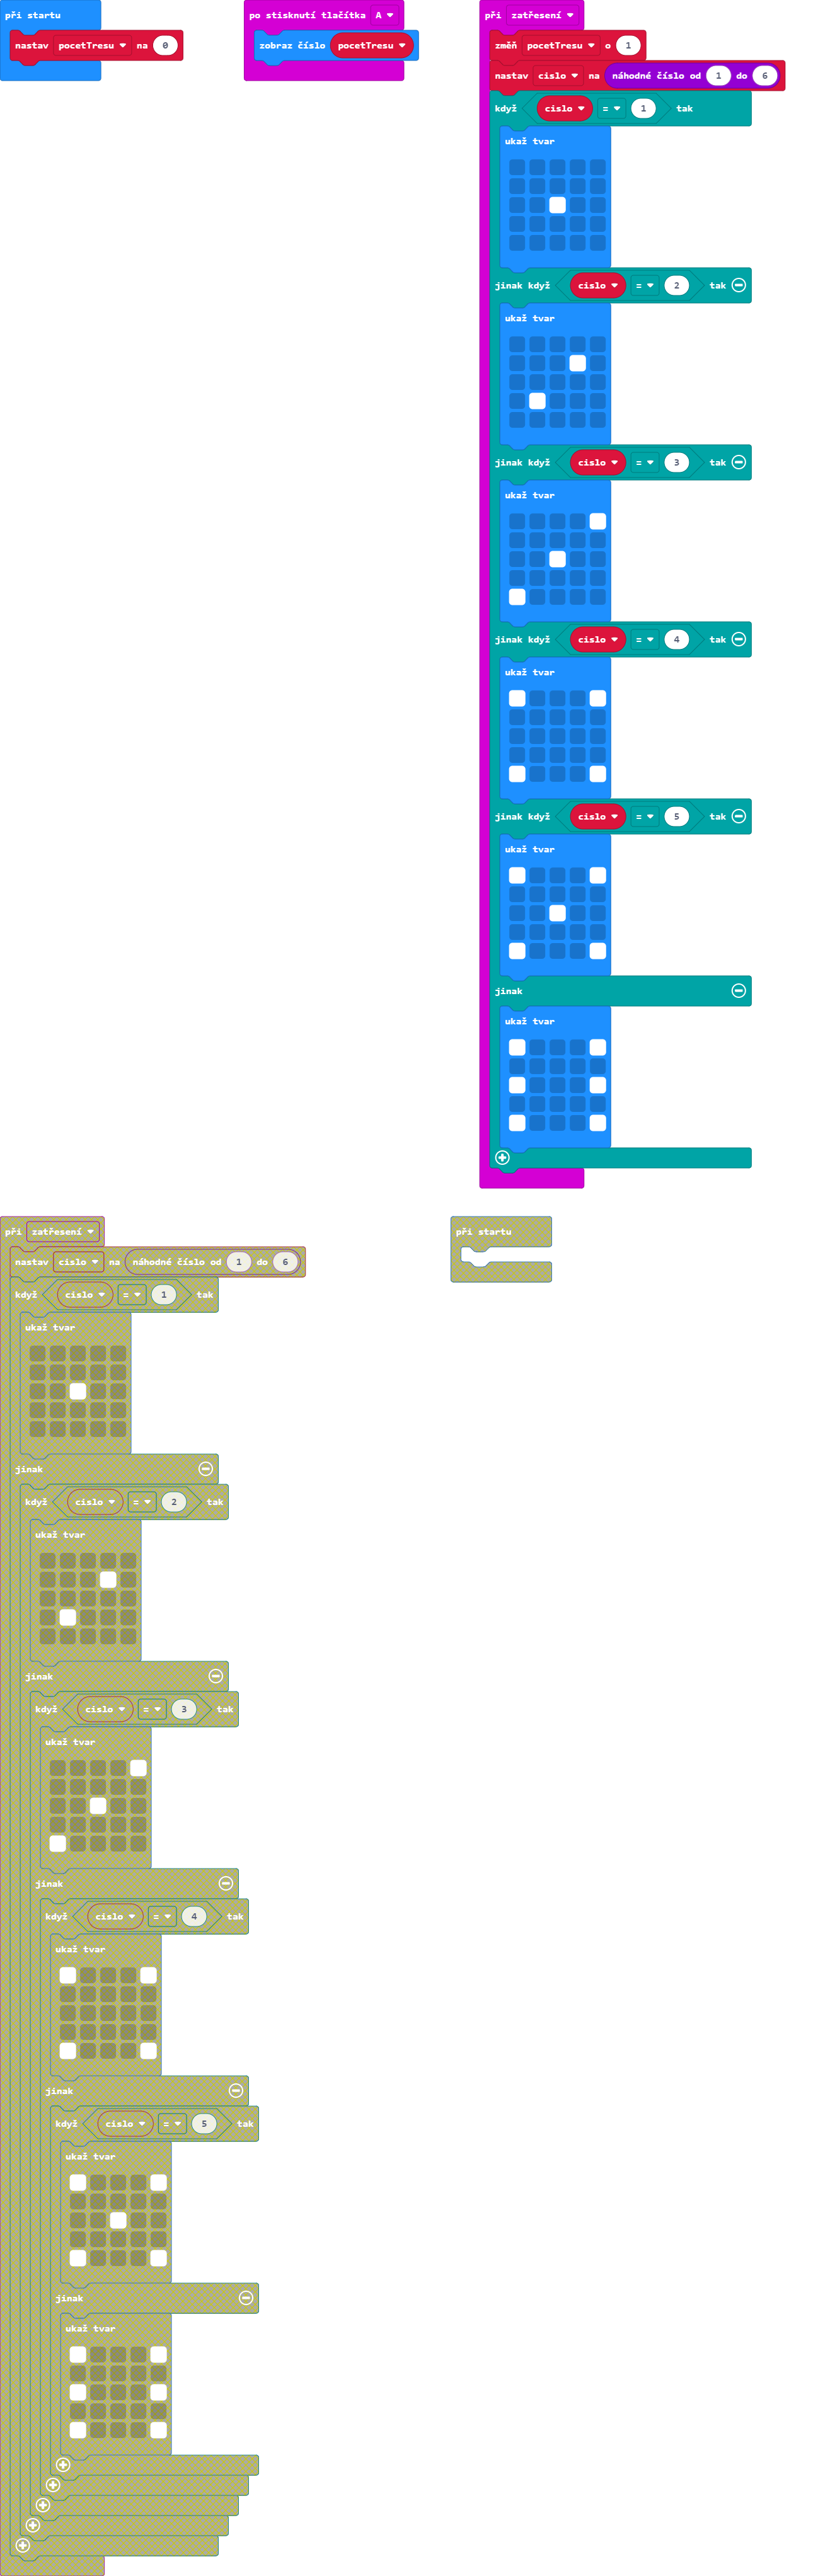 při startu
nastav pocetTresu na 0
po stisknutí tlačítka A
zobraz číslo pocetTresu
při zatřesení
změň pocetTresu o 1
nastav cislo na náhodné číslo od 1 do 6
když cislo = 1 tak
ukaž tvar
jinak když cislo = 2 tak
ukaž tvar
jinak když cislo = 3 tak
ukaž tvar
jinak když cislo = 4 tak
ukaž tvar
jinak když cislo = 5 tak
ukaž tvar
jinak
ukaž tvar
při zatřesení
nastav cislo na náhodné číslo od 1 do 6
když cislo = 1 tak
ukaž tvar
jinak
když cislo = 2 tak
ukaž tvar
jinak
když cislo = 3 tak
ukaž tvar
jinak
když cislo = 4 tak
ukaž tvar
jinak
když cislo = 5 tak
ukaž tvar
jinak
ukaž tvar
při startu